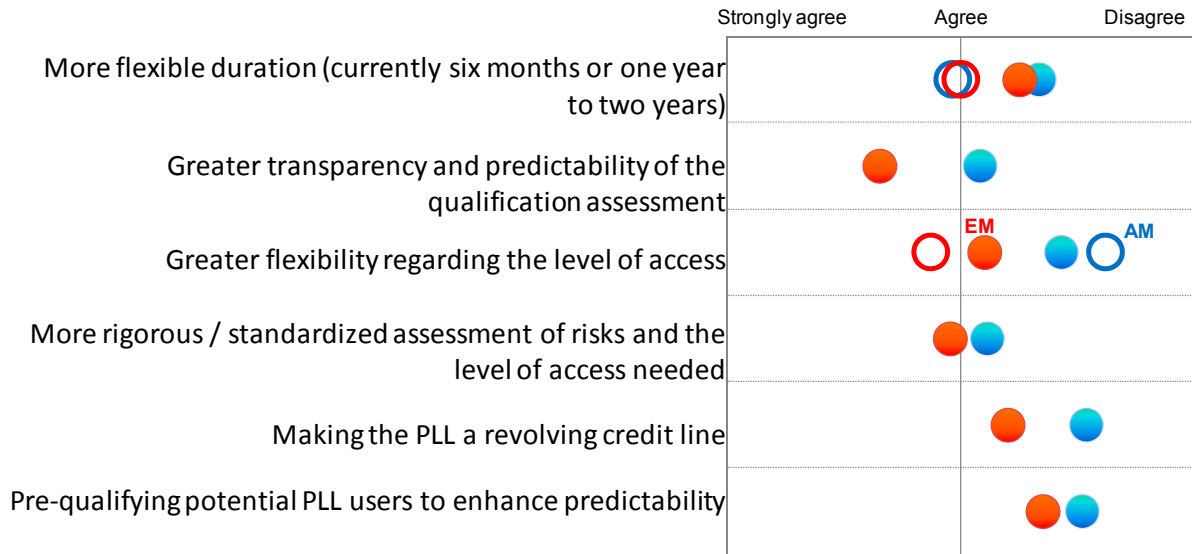 Strongly agree Agree Disagree
More flexible duration (currently six months or one year
to two years)
Greater transparency and predictability of the
qualification assessment
EM AM
Greater flexibility regarding the level of access
More rigorous / standardized assessment of risks and the
level of access needed
Making the PLL a revolving credit line
Pre-qualifying potential PLL users to enhance predictability